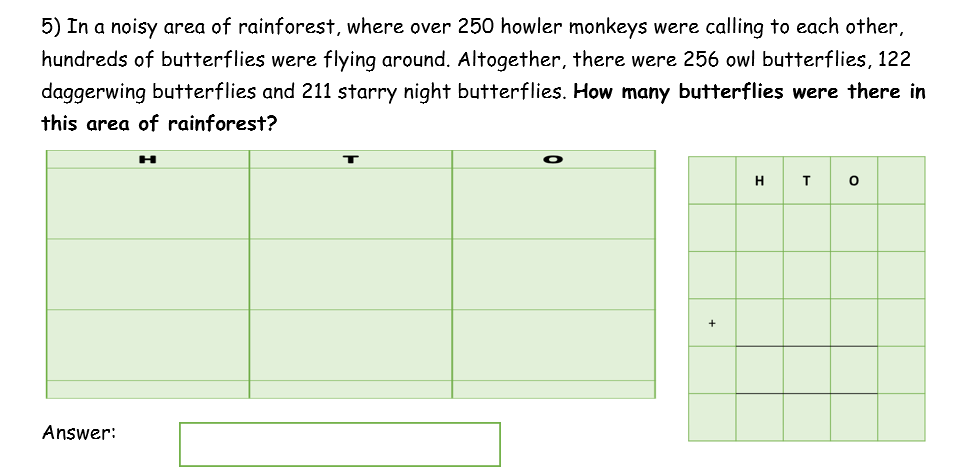 5) In a noisy area of rainforest, where over 250 howler monkeys were calling to each other,
hundreds of butterflies were flying around. Altogether, there were 256 owl butterflies, 122
daggerwing butterflies and 211 starry night butterflies. How many butterflies were there in
this area of rainforest?
H T O
H T O
+
Answer: